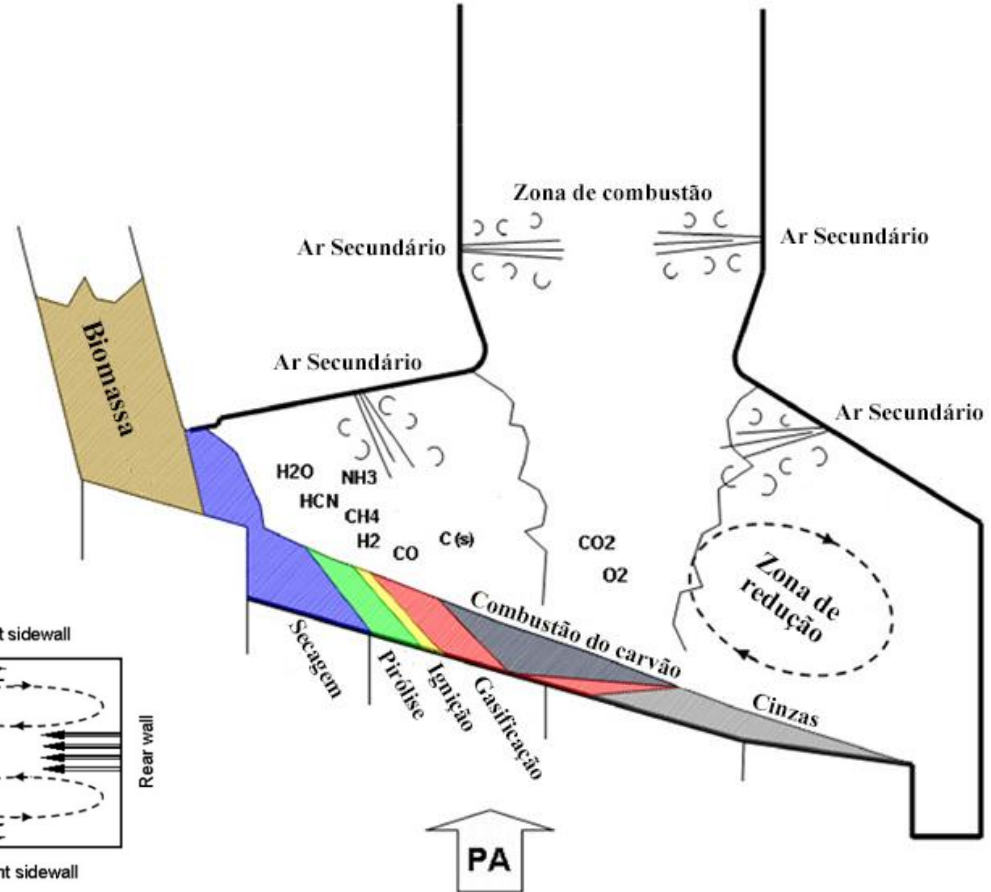 Zona de combustão
Ar Secundário
Ar Secundário
Biomassa
Ar Secundário
Ar Secundário
H2O
NH3
HCN
CH4
H2
CO
C (s)
CO2
O2
Zona de
redução
Combustão do carvão
Cinzas
Secagem
Pirólise
Ignição
Gasificação
PA
t sidewall
Rear wall
nt sidewall